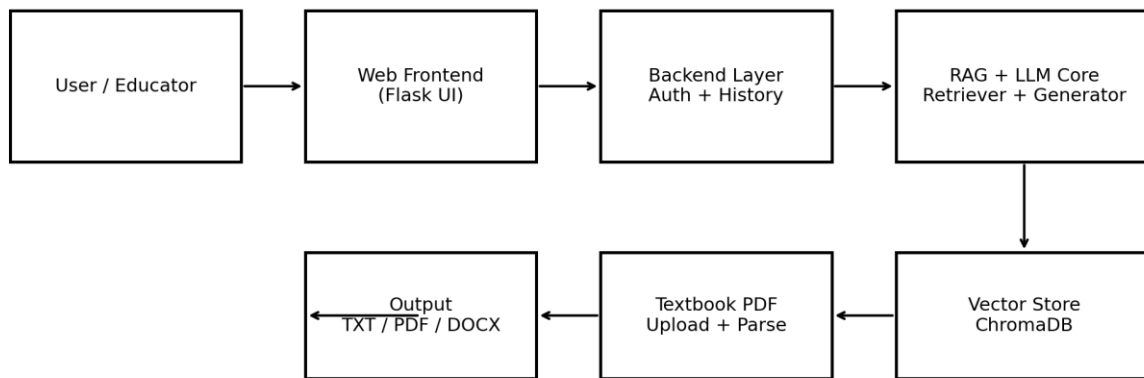 User / Educator
Web Frontend
(Flask UI)
Backend Layer
Auth + History
RAG + LLM Core
Retriever + Generator
Output
TXT / PDF / DOCX
Textbook PDF
Upload + Parse
Vector Store
ChromaDB